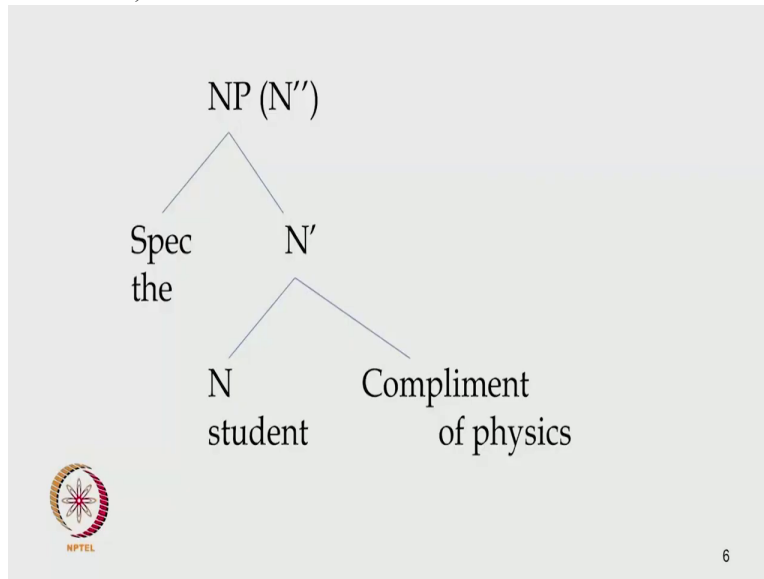 NP (N′′)
Spec N′
the
N Compliment
student of physics
NPTEL
6